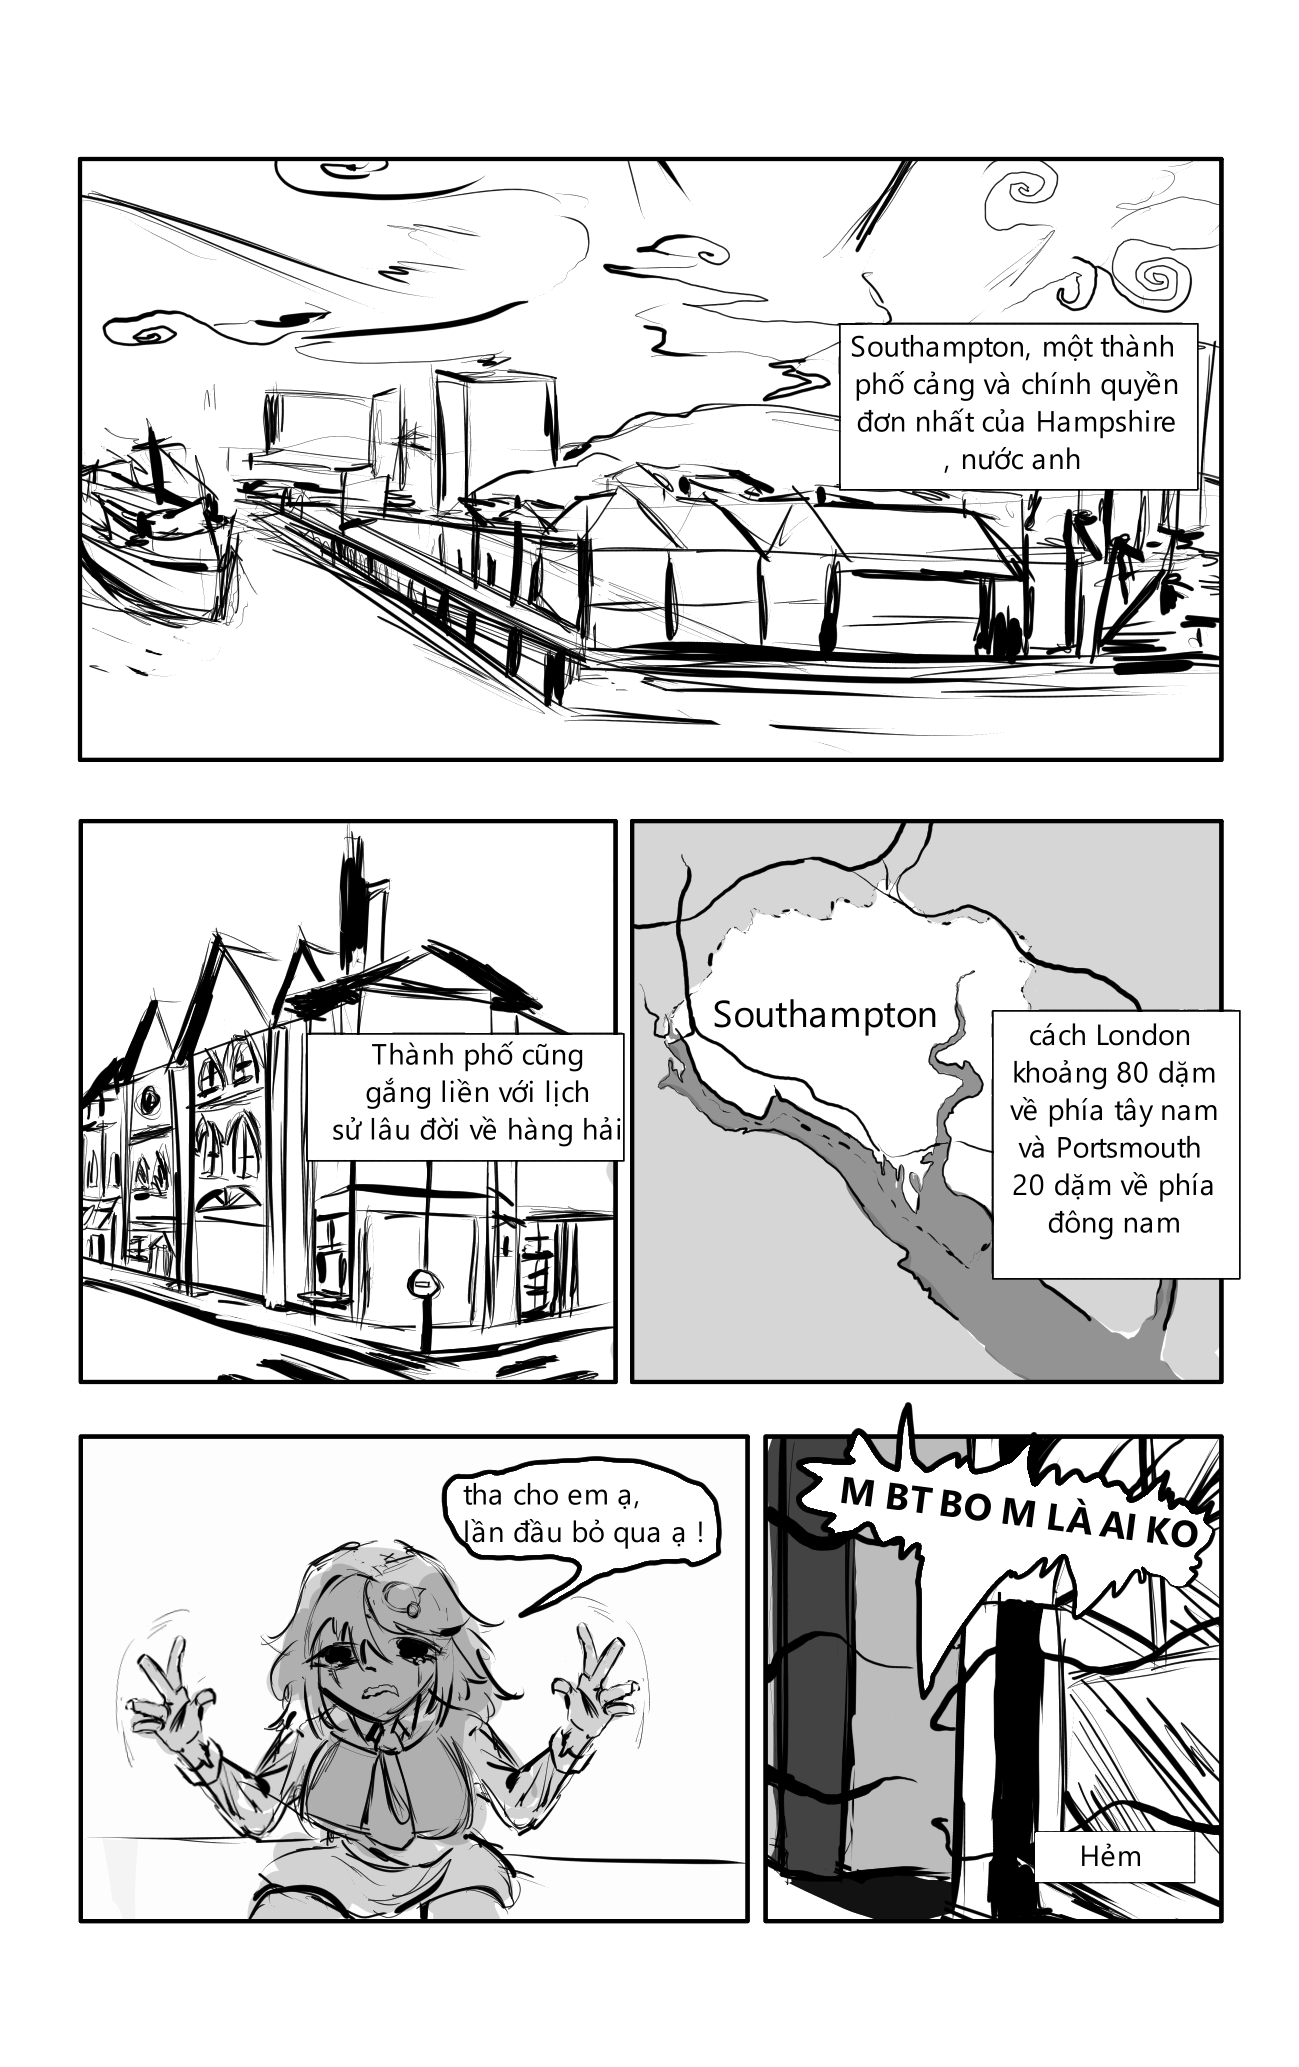 Southampton, một thành
phố cảng và chính quyền
đơn nhất của Hampshire
, nước anh
Thành phố cũng
gắng liền với lịch
sử lâu đời về hàng hải
Southampton
cách London
khoảng 80 dặm
về phía tây nam
và Portsmouth
20 dặm về phía
đông nam
tha cho em ạ,
lần đầu bỏ qua ạ !
M BT BO M LÀ AI KO
Hẻm